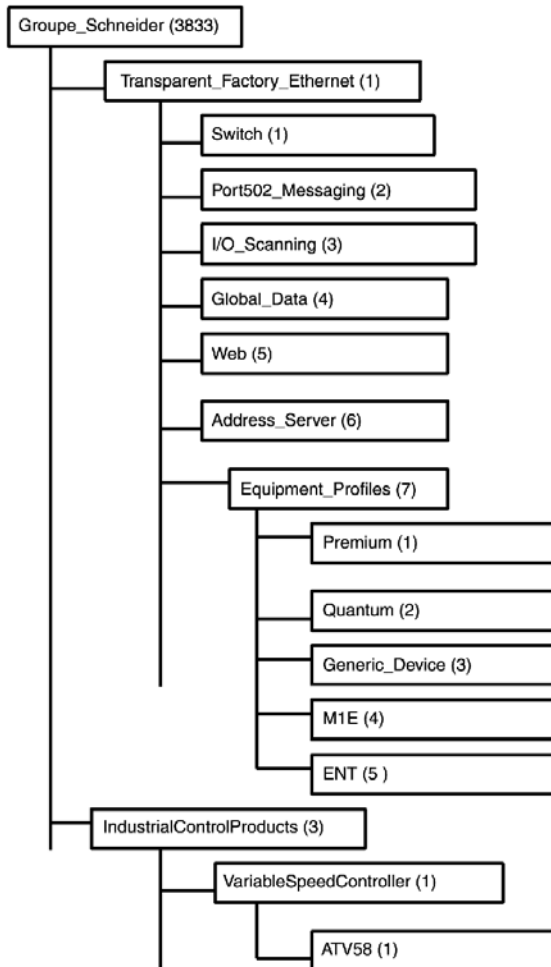 Groupe_Schneider (3833)
Transparent_Factory_Ethernet (1)
Switch (1)
Port502_Messaging (2)
I/O_Scanning (3)
Global_Data (4)
Web (5)
Address_Server (6)
Equipment_Profiles (7)
Premium (1)
Quantum (2)
Generic_Device (3)
M1E (4)
ENT (5 )
IndustrialControlProducts (3)
VariableSpeedController (1)
ATV58 (1)